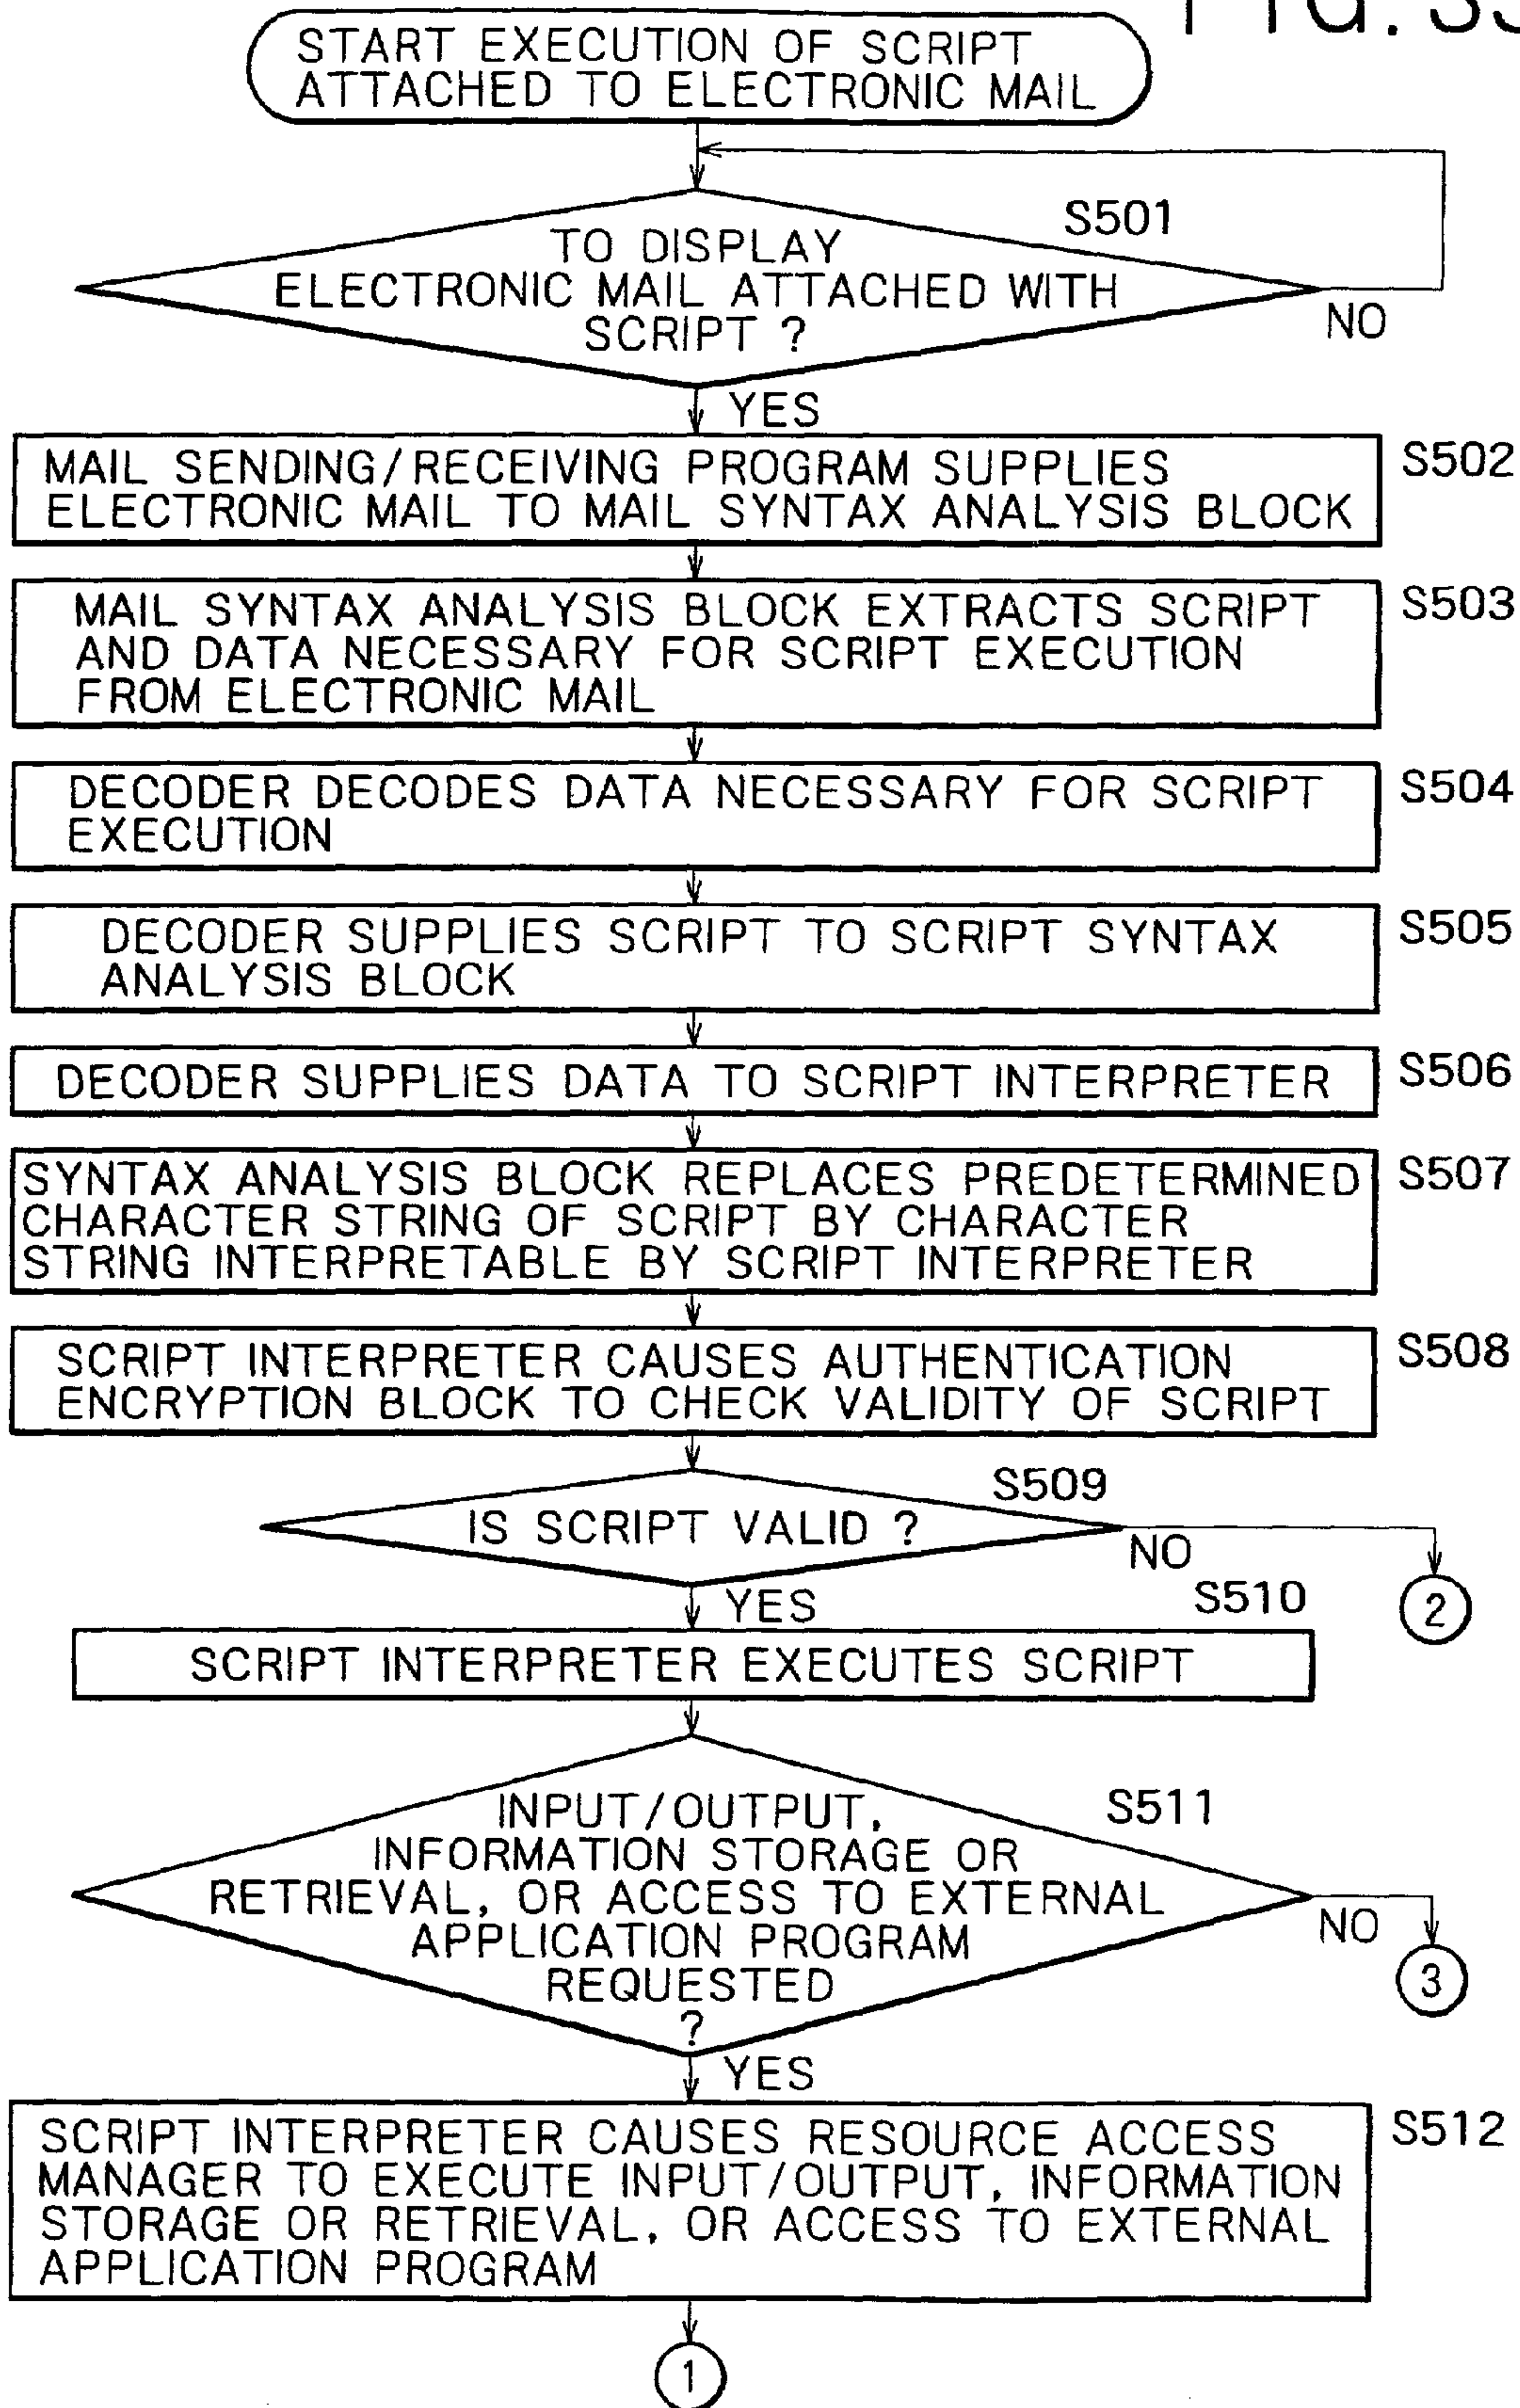 FIG. 33
START EXECUTION OF SCRIPT
ATTACHED TO ELECTRONIC MAIL
S501
TO DISPLAY
ELECTRONIC MAIL ATTACHED WITH
SCRIPT ?
NO
YES
MAIL SENDING/RECEIVING PROGRAM SUPPLIES
ELECTRONIC MAIL TO MAIL SYNTAX ANALYSIS BLOCK
S502
MAIL SYNTAX ANALYSIS BLOCK EXTRACTS SCRIPT
AND DATA NECESSARY FOR SCRIPT EXECUTION
FROM ELECTRONIC MAIL
S503
DECODER DECODES DATA NECESSARY FOR SCRIPT
EXECUTION
S504
DECODER SUPPLIES SCRIPT TO SCRIPT SYNTAX
ANALYSIS BLOCK
S505
DECODER SUPPLIES DATA TO SCRIPT INTERPRETER
S506
SYNTAX ANALYSIS BLOCK REPLACES PREDETERMINED
CHARACTER STRING OF SCRIPT BY CHARACTER
STRING INTERPRETABLE BY SCRIPT INTERPRETER
S507
SCRIPT INTERPRETER CAUSES AUTHENTICATION
ENCRYPTION BLOCK TO CHECK VALIDITY OF SCRIPT
S508
S509
IS SCRIPT VALID ?
NO
2
YES
S510
SCRIPT INTERPRETER EXECUTES SCRIPT
S511
INPUT/OUTPUT,
INFORMATION STORAGE OR
RETRIEVAL, OR ACCESS TO EXTERNAL
APPLICATION PROGRAM
REQUESTED
?
NO
3
YES
SCRIPT INTERPRETER CAUSES RESOURCE ACCESS
MANAGER TO EXECUTE INPUT/OUTPUT, INFORMATION
STORAGE OR RETRIEVAL, OR ACCESS TO EXTERNAL
APPLICATION PROGRAM
S512
1